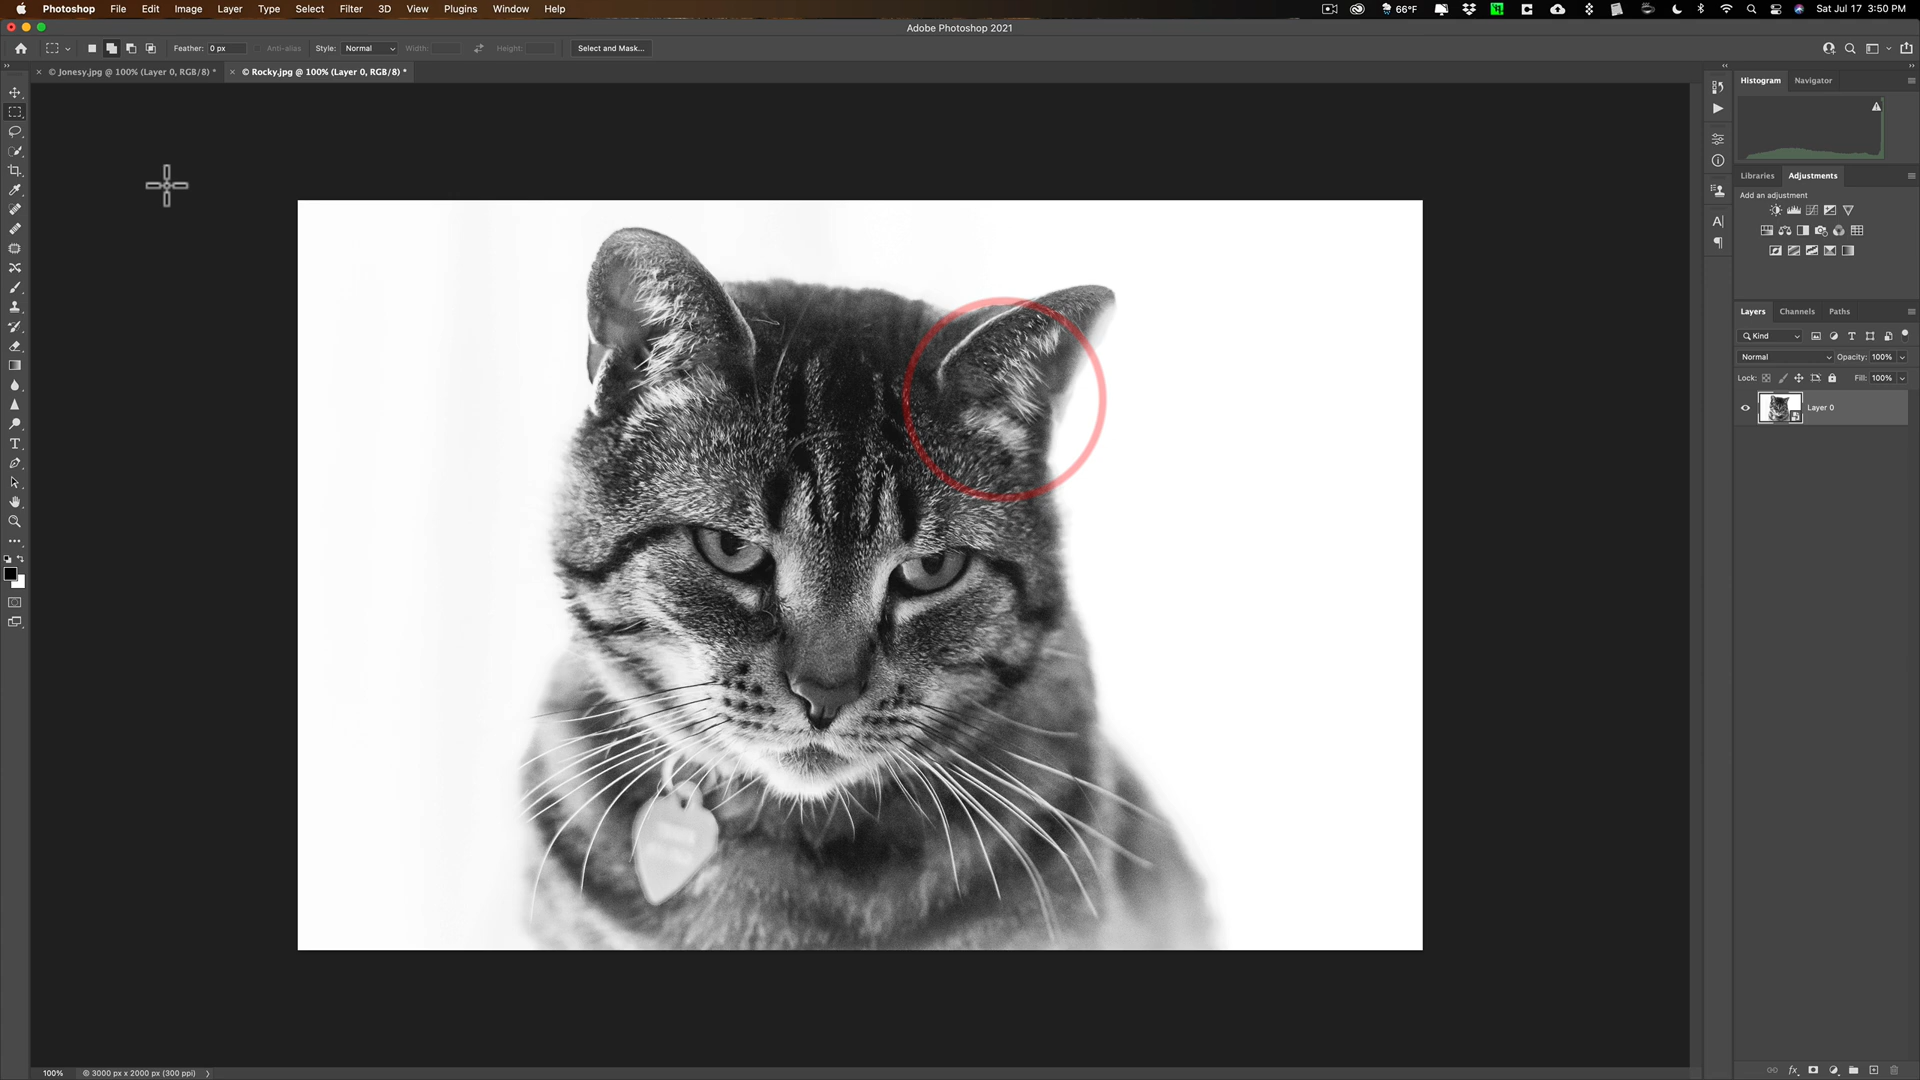 Photoshop File Edit Image Layer Type Select Filter 3D View Plugins Window Help 66°F Sat Jul 17 3:50 PM
Adobe Photoshop 2021
Feather: 0 px Anti-alias Style: Normal Width: Height: Select and Mask...
× © Jonesy.jpg @ 100% (Layer 0, RGB/8) * × © Rocky.jpg @ 100% (Layer 0, RGB/8) *
Histogram Navigator
Libraries Adjustments
Add an adjustment
Layers Channels Paths
Kind
Normal Opacity: 100%
Lock: Fill: 100%
Layer 0
100% 3000 px x 2000 px (300 ppi)